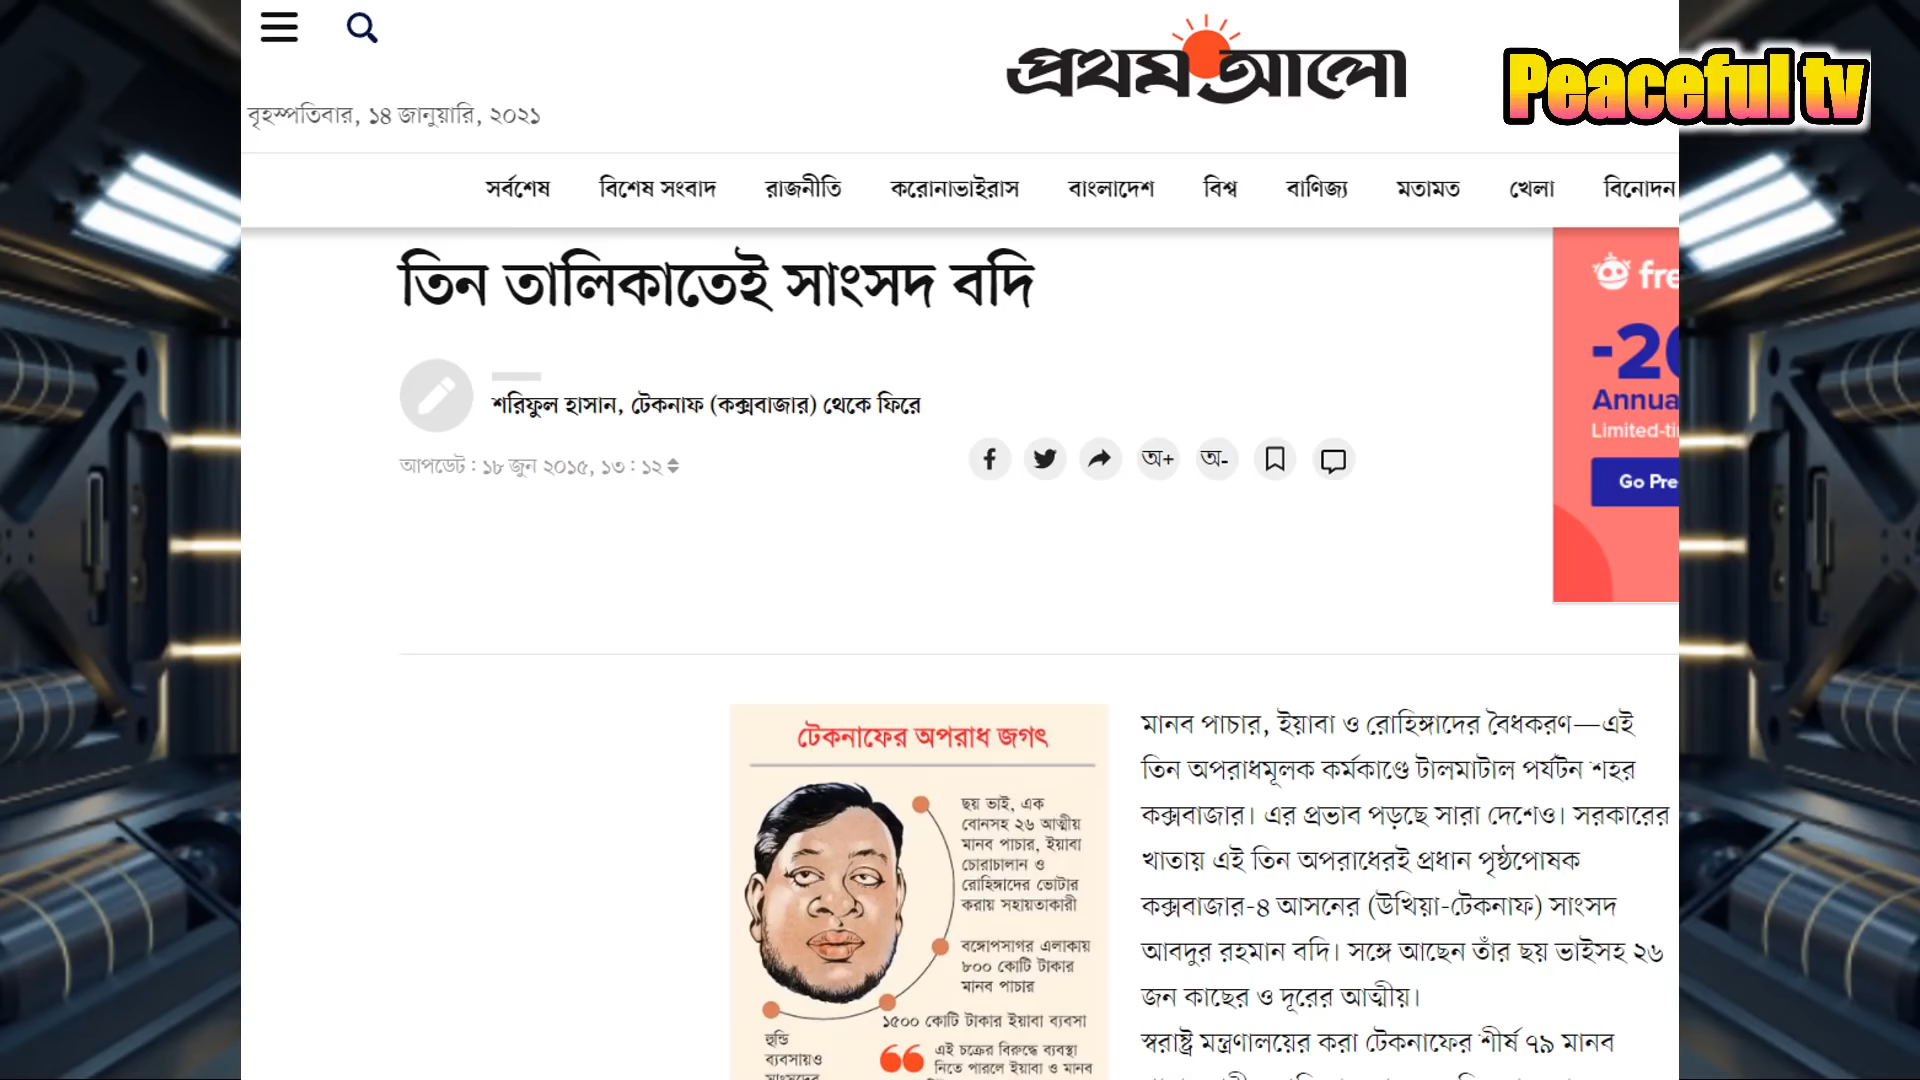 প্রথম আলো
Peaceful tv
বৃহস্পতিবার, ১৪ জানুয়ারি, ২০২১
সর্বশেষ বিশেষ সংবাদ রাজনীতি করোনাভাইরাস বাংলাদেশ বিশ্ব বাণিজ্য মতামত খেলা বিনোদন
তিন তালিকাতেই সাংসদ বদি
শরিফুল হাসান, টেকনাফ (কক্সবাজার) থেকে ফিরে
আপডেট : ১৮ জুন ২০১৫, ১৩ : ১২
অ+ অ-
fre
-20
Annua
Limited-ti
Go Pre
টেকনাফের অপরাধ জগৎ
ছয় ভাই, এক
বোনসহ ২৬ আত্মীয়
মানব পাচার, ইয়াবা
চোরাচালান ও
রোহিঙ্গাদের ভোটার
করায় সহায়তাকারী
বঙ্গোপসাগর এলাকায়
৮০০ কোটি টাকার
মানব পাচার
১৫০০ কোটি টাকার ইয়াবা ব্যবসা
হুন্ডি
ব্যবসায়ও
সাংসদের
এই চক্রের বিরুদ্ধে ব্যবস্থা
নিতে পারলে ইয়াবা ও মানব
মানব পাচার, ইয়াবা ও রোহিঙ্গাদের বৈধকরণ—এই
তিন অপরাধমূলক কর্মকাণ্ডে টালমাটাল পর্যটন শহর
কক্সবাজার। এর প্রভাব পড়ছে সারা দেশেও। সরকারের
খাতায় এই তিন অপরাধেরই প্রধান পৃষ্ঠপোষক
কক্সবাজার-৪ আসনের (উখিয়া-টেকনাফ) সাংসদ
আবদুর রহমান বদি। সঙ্গে আছেন তাঁর ছয় ভাইসহ ২৬
জন কাছের ও দূরের আত্মীয়।
স্বরাষ্ট্র মন্ত্রণালয়ের করা টেকনাফের শীর্ষ ৭৯ মানব